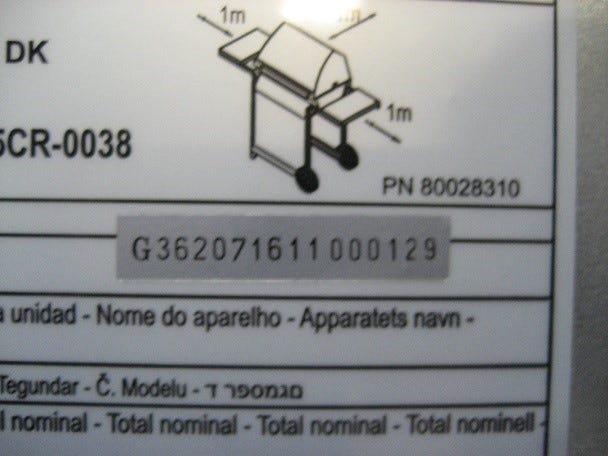 1m
1m
DK
1m
5CR-0038
PN 80028310
G362071611000129
a unidad - Nome do aparelho - Apparatets navn -
Tegundar - Č. Modelu - סגמספר ד
l nominal - Total nominal - Total nominal - Total nominell -